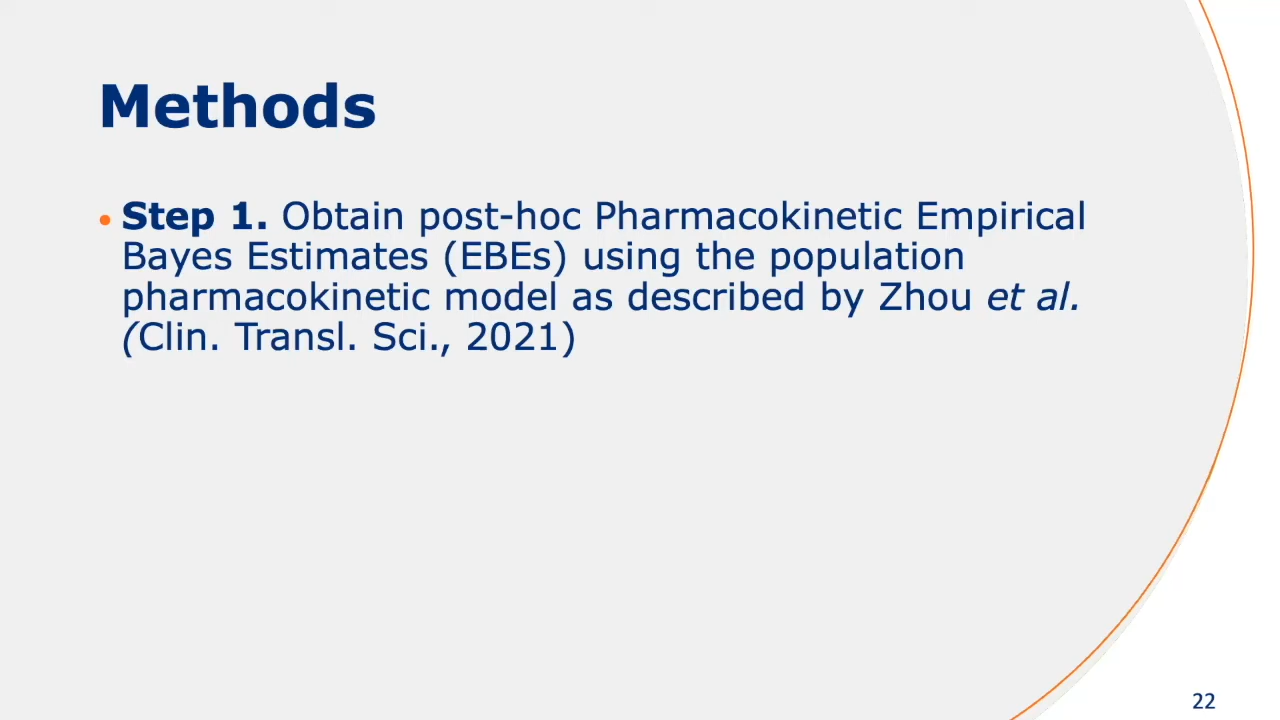 Methods
• Step 1. Obtain post-hoc Pharmacokinetic Empirical
Bayes Estimates (EBEs) using the population
pharmacokinetic model as described by Zhou et al.
(Clin. Transl. Sci., 2021)
22